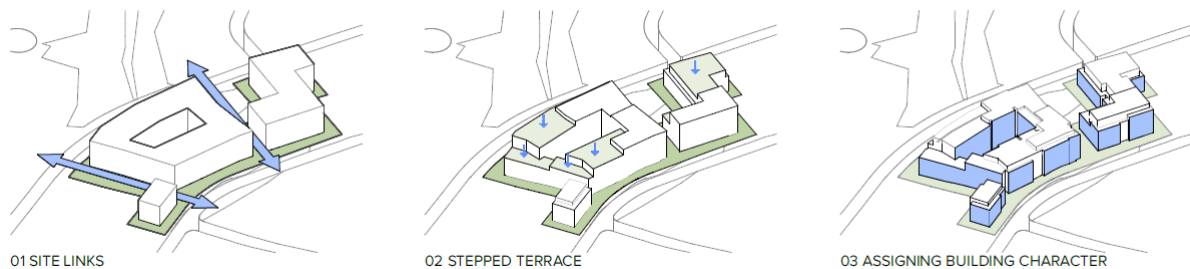 01 SITE LINKS
02 STEPPED TERRACE
03 ASSIGNING BUILDING CHARACTER